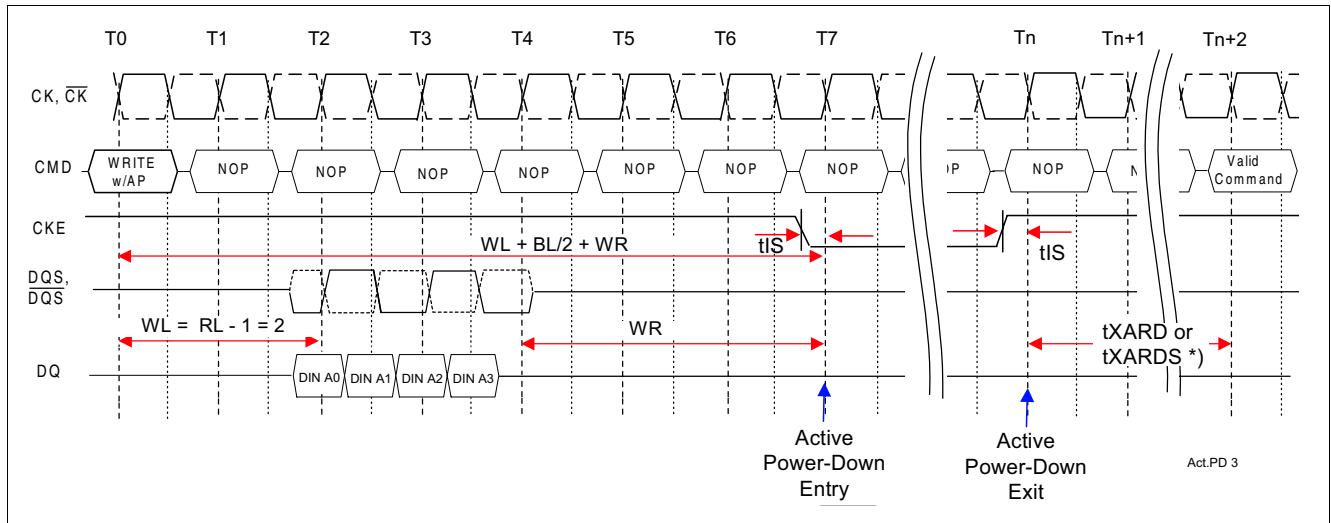 T0 T1 T2 T3 T4 T5 T6 T7 Tn Tn+1 Tn+2
CK, CK
CMD WRITE w/AP NOP NOP NOP NOP NOP NOP NOP OP NOP N Valid Command
CKE
WL + BL/2 + WR
tIS
tIS
DQS,
DQS
WL = RL - 1 = 2
WR
tXARD or
tXARDS *)
DQ DIN A0 DIN A1 DIN A2 DIN A3
Active
Power-Down
Entry
Active
Power-Down
Exit
Act.PD 3